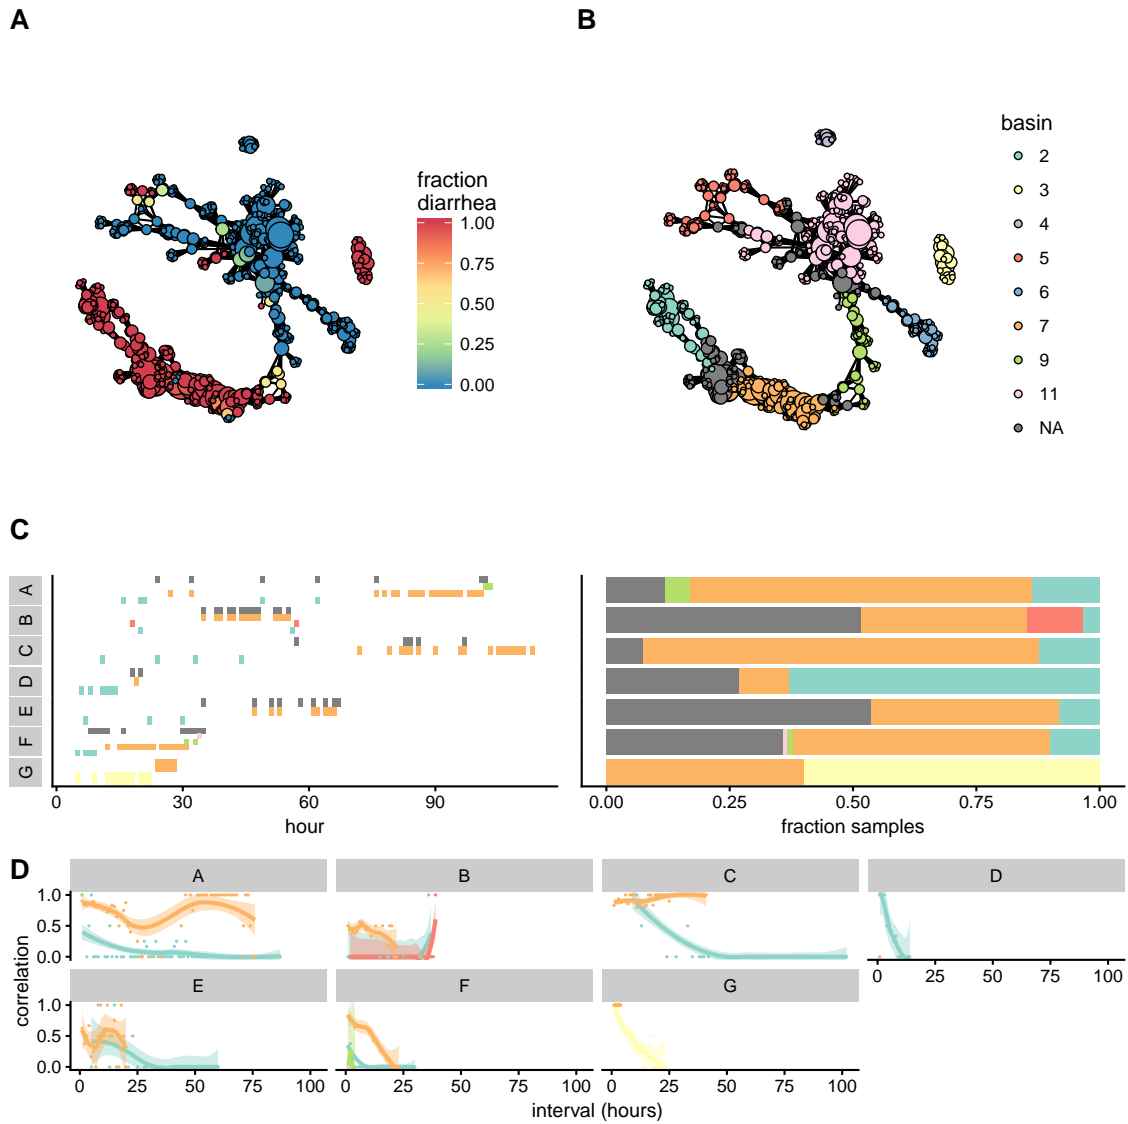 A
B
fraction
diarrhea
1.00
0.75
0.50
0.25
0.00
basin
2
3
4
5
6
7
9
11
NA
C
A
B
C
D
E
F
G
0
30
60
90
hour
0.00
0.25
0.50
0.75
1.00
fraction samples
D
A
B
C
D
1.0
0.5
0.0
0
25
50
75
100
E
F
G
1.0
0.5
0.0
0
25
50
75
100
0
25
50
75
100
0
25
50
75
100
correlation
interval (hours)